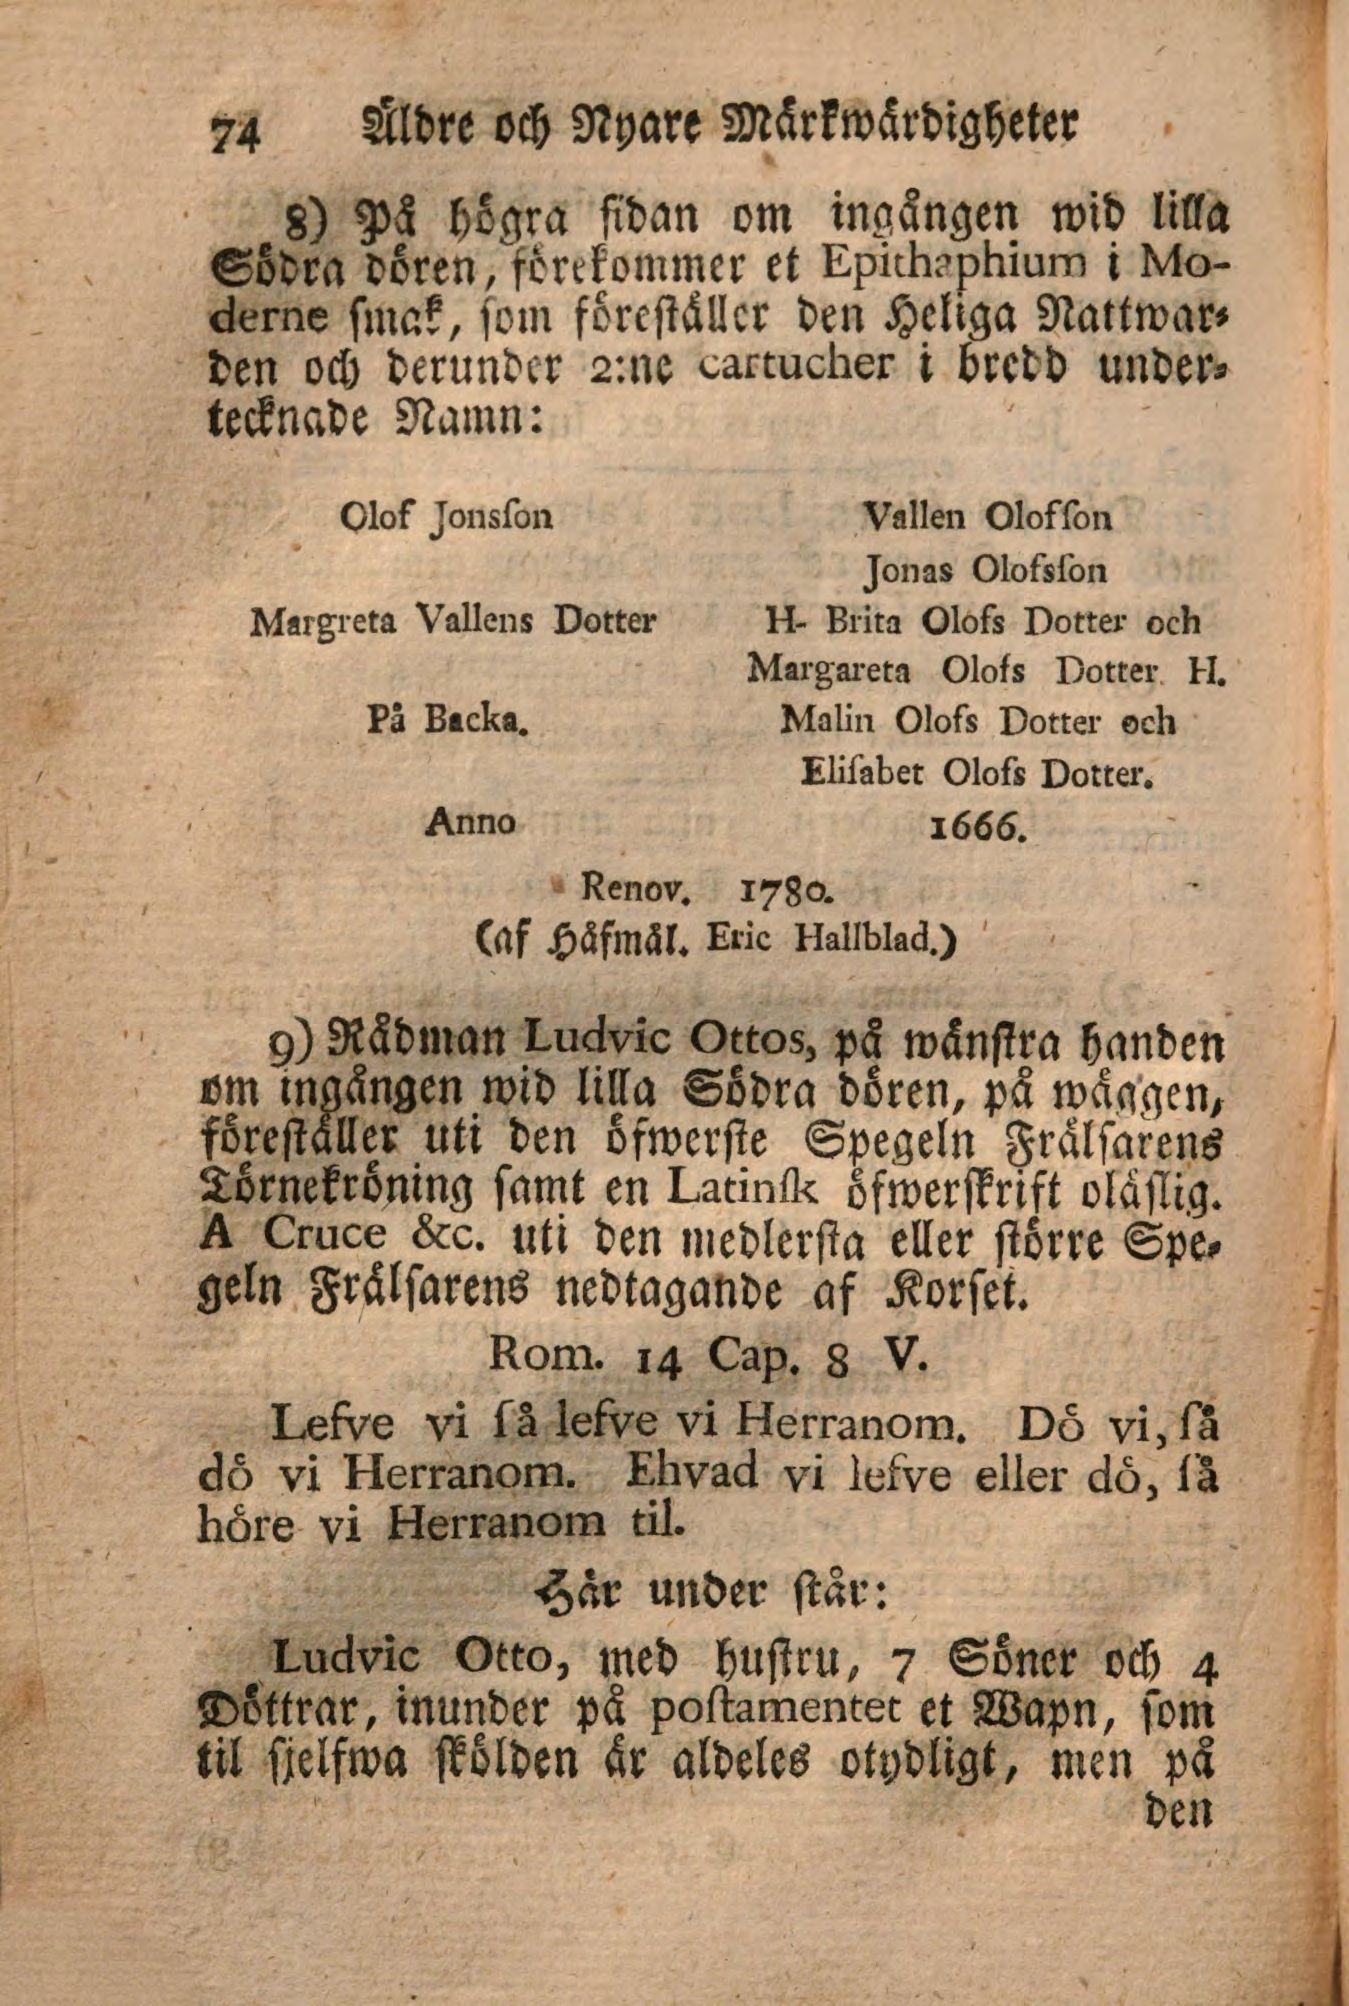 74 Äldre och Nyare Märkwärdigheter
8) På högra sidan om ingången wid lilla
Södra dören, förekommer et Epithaphium i Mo-
derne smak, som föreställer den Heliga Nattwar-
den och derunder 2:ne cartucher i bredd under-
tecknade Namn:
Olof Jonsſon Vallen Olofſon
Jonas Olofsſon
Margreta Vallens Dotter H- Brita Olofs Dotter och
Margareta Olofs Dotter H.
På Backa. Malin Olofs Dotter och
Eliſabet Olofs Dotter.
Anno 1666.
Renov. 1780.
(af Håfmål. Eric Hallblad.)
9) Rådman Ludvic Ottos, på wänstra handen
om ingången wid lilla Södra dören, på wäggen,
föreställer uti den öfwerste Spegeln Frälsarens
Törnekröning samt en Latinſk öfwerskrift oläslig.
A Cruce &c. uti den medlersta eller större Spe-
geln Frälsarens nedtagande af Korset.
Rom. 14 Cap. 8 V.
Lefve vi ſå lefve vi Herranom. Dö vi, ſå
dö vi Herranom. Ehvad vi lefve eller dö, ſå
höre vi Herranom til.
Här under står:
Ludvic Otto, med hustru, 7 Söner och 4
Döttrar, inunder på poſtamentet et Wapn, som
til sjelfwa skölden är aldeles otydligt, men på
den